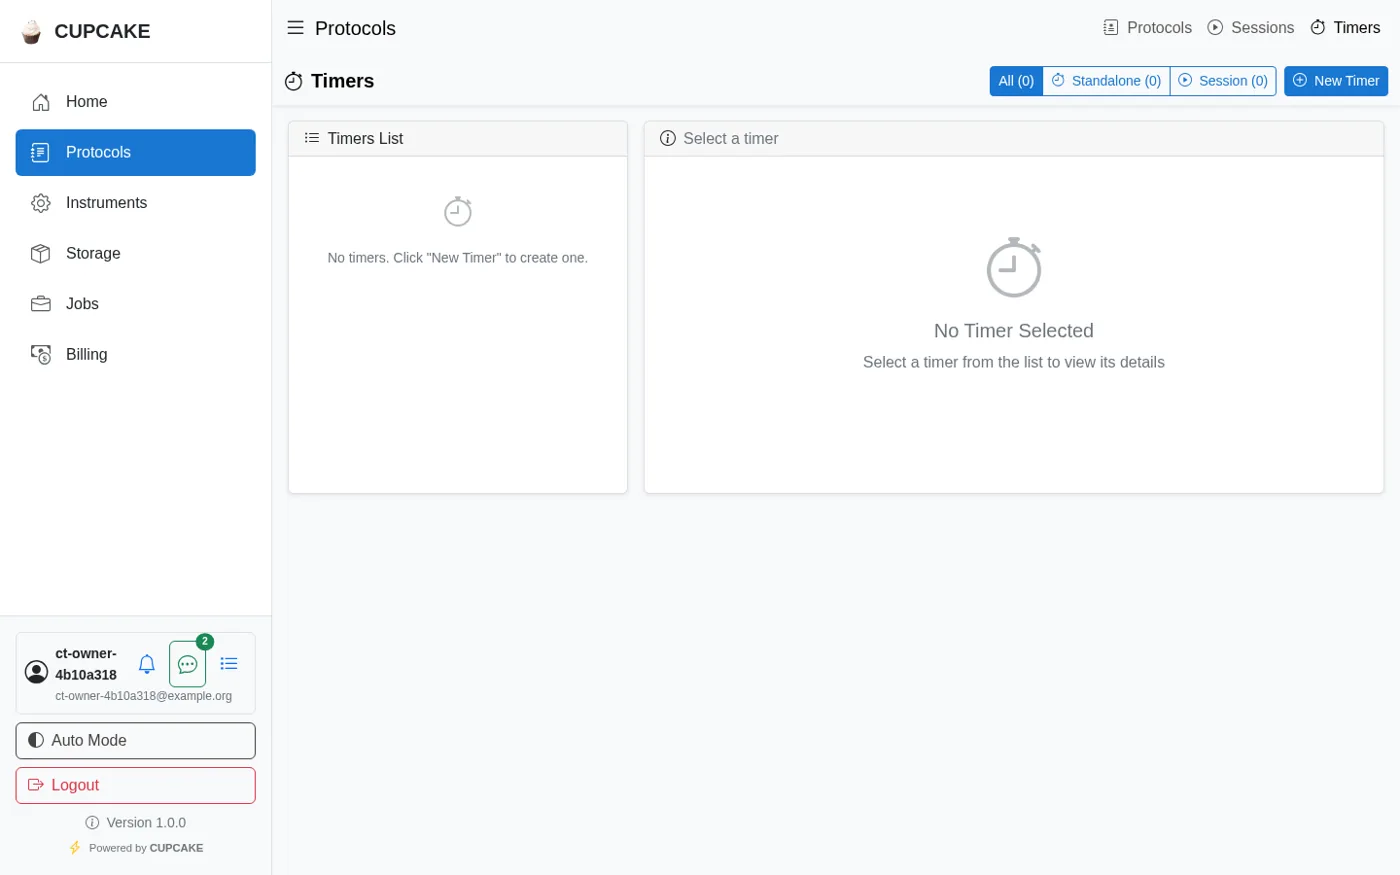 CUPCAKE
Home
Protocols
Instruments
Storage
Jobs
Billing
ct-owner-
4b10a318
2
ct-owner-4b10a318@example.org
Auto Mode
Logout
Version 1.0.0
Powered by CUPCAKE
Protocols
Protocols
Sessions
Timers
Timers
All (0)
Standalone (0)
Session (0)
New Timer
Timers List
No timers. Click "New Timer" to create one.
Select a timer
No Timer Selected
Select a timer from the list to view its details